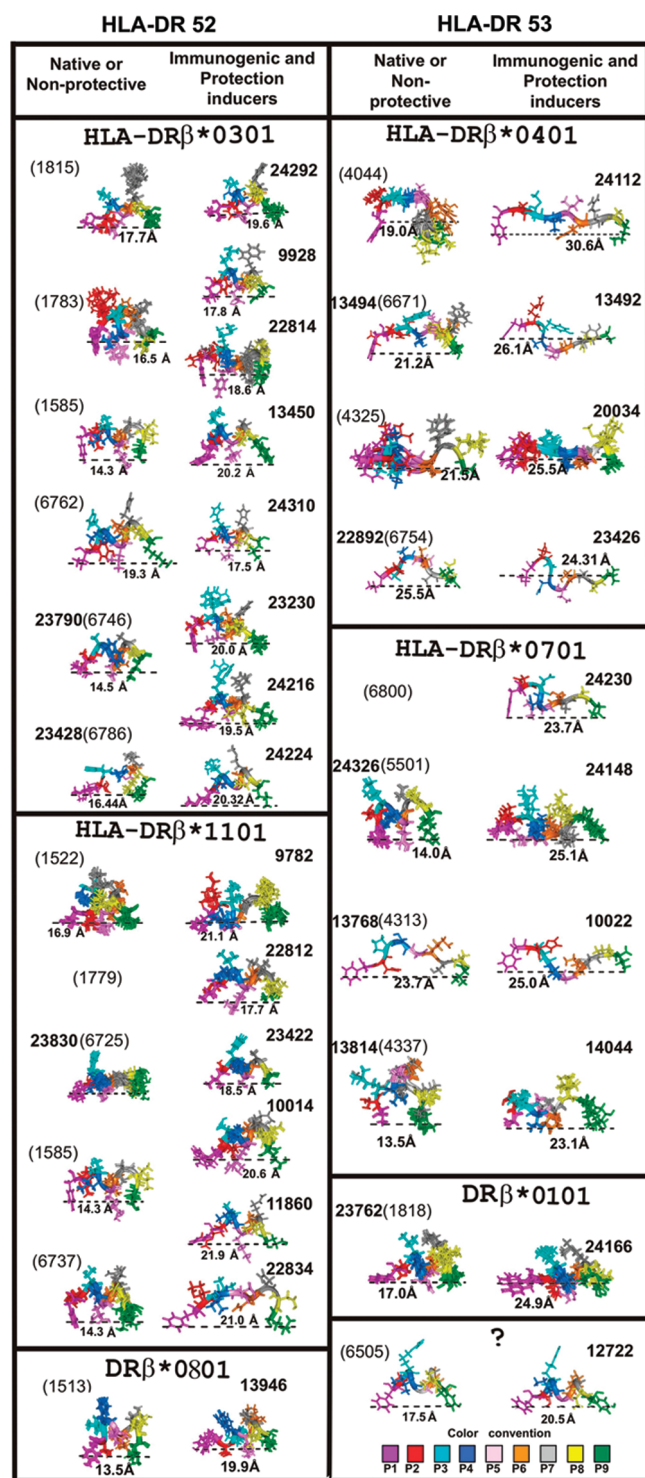 HLA-DR 52
Native or
Non-protective
Immunogenic and
Protection
inducers
HLA-DRβ*0301
(1815)
17.7Å
24292
19.6 Å
9928
17.8 Å
(1783)
16.5 Å
22814
18.6 Å
(1585)
14.3 Å
13450
20.2 Å
(6762)
19.3 Å
24310
17.5 Å
23230
20.0 Å
23790(6746)
14.5 Å
24216
19.5 Å
23428(6786)
16.44Å
24224
20.32 Å
HLA-DRβ*1101
(1522)
16.9 Å
9782
21.1 Å
(1779)
22812
17.7 Å
23830(6725)
23422
18.5 Å
10014
20.6 Å
(1585)
14.3 Å
11860
21.9 Å
(6737)
14.3 Å
22834
21.0 Å
DRβ*0801
(1513)
13.5Å
13946
19.9Å
HLA-DR 53
Native or
Non-
protective
Immunogenic and
Protection
inducers
HLA-DRβ*0401
(4044)
19.0Å
24112
30.6Å
13494(6671)
21.2Å
13492
26.1Å
(4325)
21.5Å
20034
25.5Å
22892(6754)
25.5Å
23426
24.31Å
HLA-DRβ*0701
(6800)
24230
23.7Å
24326(5501)
14.0Å
24148
25.1Å
13768(4313)
23.7Å
10022
25.0Å
13814(4337)
13.5Å
14044
23.1Å
DRβ*0101
23762(1818)
17.0Å
24166
24.9Å
?
(6505)
17.5Å
12722
20.5Å
Color convention
P1 P2 P3 P4 P5 P6 P7 P8 P9